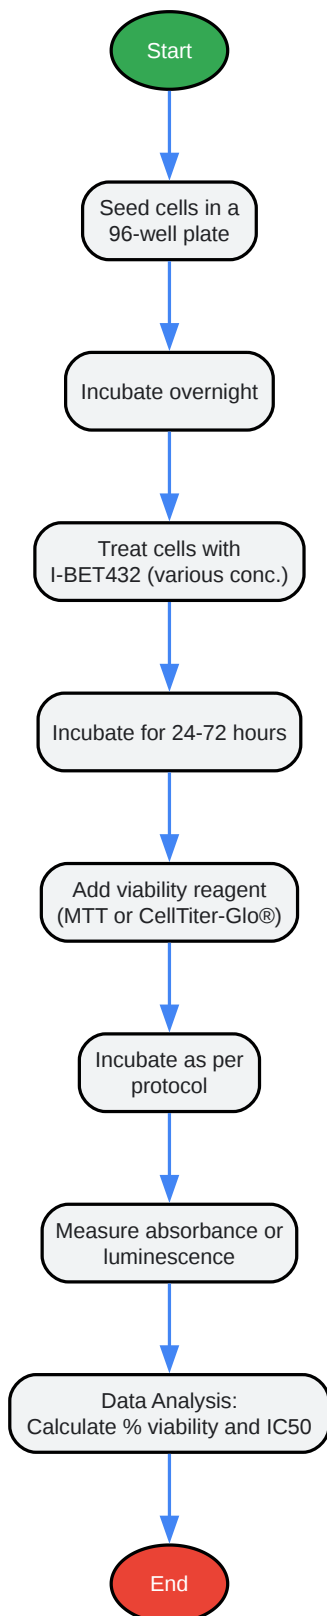 Start
Seed cells in a
96-well plate
Incubate overnight
Treat cells with
I-BET432 (various conc.)
Incubate for 24-72 hours
Add viability reagent
(MTT or CellTiter-Glo®)
Incubate as per
protocol
Measure absorbance or
luminescence
Data Analysis:
Calculate % viability and IC50
End